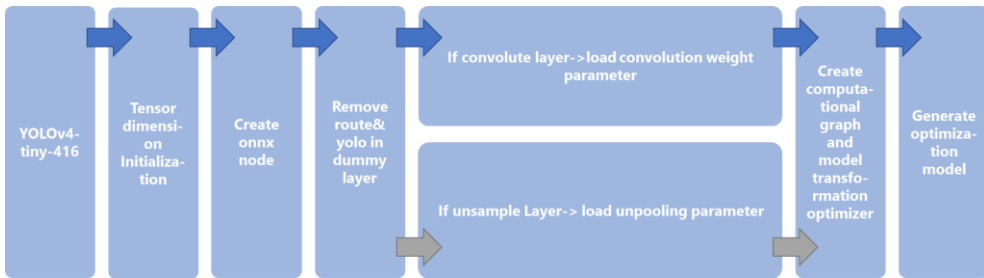 YOLOv4-
tiny-416
Tensor
dimensi-
on
Initializa-
tion
Create
onnx
node
Remove
route&
yolo in
dummy
layer
If convolute layer->load convolution weight
parameter
If unsample Layer-> load unpooling parameter
Create
computa-
tional
graph
and
model
transfo-
rmation
optimizer
Generate
optimization
model